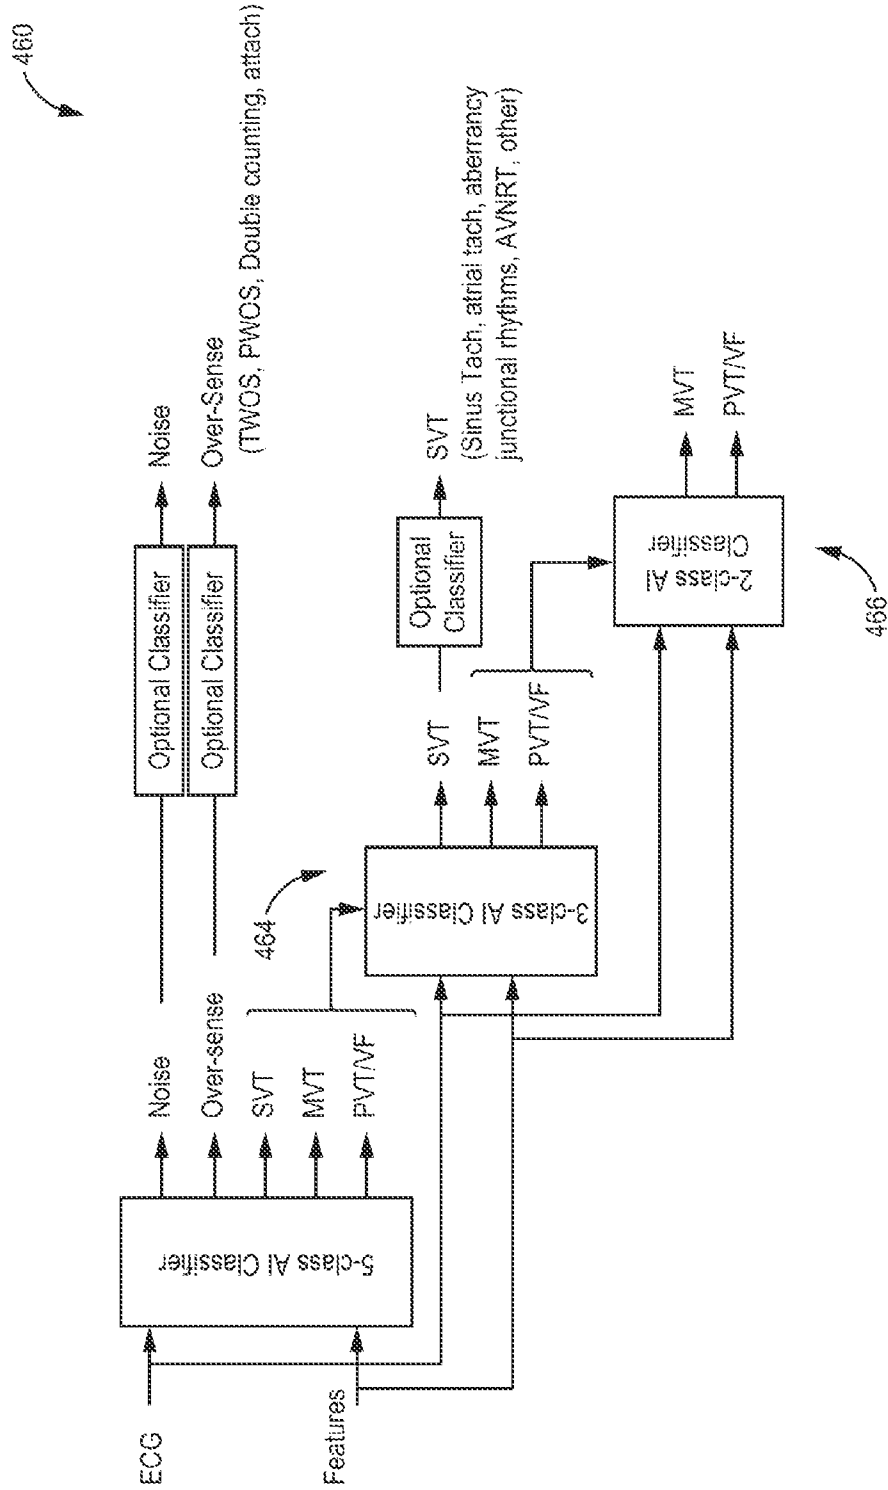 460
ECG
Features
5-class AI Classifier
Noise
Over-sense
SVT
MVT
PVT/VF
Optional Classifier
Optional Classifier
Noise
Over-Sense
(TWOS, PWOS, Double counting, attach)
464
3-class AI Classifier
SVT
MVT
PVT/VF
Optional
Classifier
SVT
(Sinus Tach, atrial tach, aberrancy
junctional rhythms, AVNRT, other)
2-class AI
Classifier
MVT
PVT/VF
466